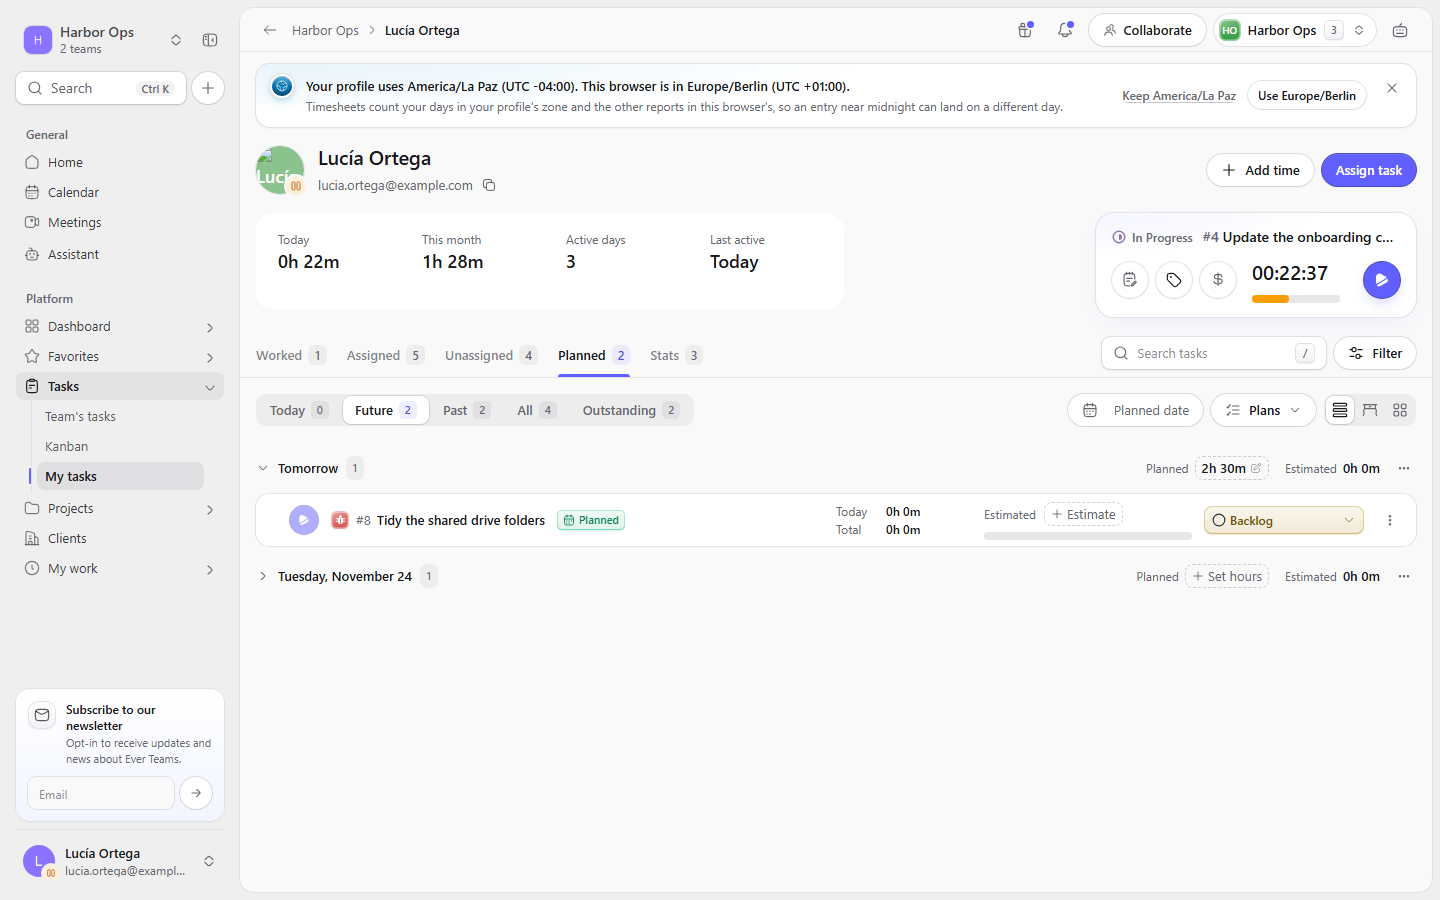 H
Harbor Ops
2 teams
Search
Ctrl K
General
Home
Calendar
Meetings
Assistant
Platform
Dashboard
Favorites
Tasks
Team's tasks
Kanban
My tasks
Projects
Clients
My work
Subscribe to our
newsletter
Opt-in to receive updates and
news about Ever Teams.
Email
L
Lucía Ortega
lucia.ortega@exampl...
Harbor Ops
Lucía Ortega
Collaborate
HO
Harbor Ops
3
Your profile uses America/La Paz (UTC -04:00). This browser is in Europe/Berlin (UTC +01:00).
Timesheets count your days in your profile's zone and the other reports in this browser's, so an entry near midnight can land on a different day.
Keep America/La Paz
Use Europe/Berlin
Lucía Ortega
lucia.ortega@example.com
Add time
Assign task
Today
0h 22m
This month
1h 28m
Active days
3
Last active
Today
In Progress
#4 Update the onboarding c...
$
00:22:37
Worked 1
Assigned 5
Unassigned 4
Planned 2
Stats 3
Search tasks
/
Filter
Today 0
Future 2
Past 2
All 4
Outstanding 2
Planned date
Plans
Tomorrow 1
Planned 2h 30m
Estimated 0h 0m
#8 Tidy the shared drive folders
Planned
Today 0h 0m
Total 0h 0m
Estimated
+ Estimate
Backlog
Tuesday, November 24 1
Planned + Set hours
Estimated 0h 0m